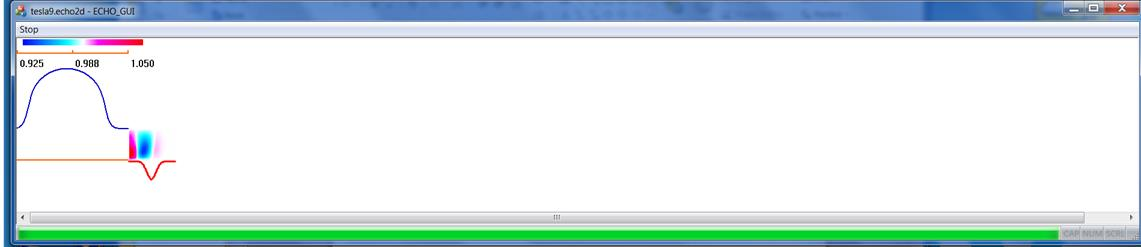 tesla9.echo2d - ECHO_GUI
Stop
0.925 0.988 1.050
CAP NUM SCRL